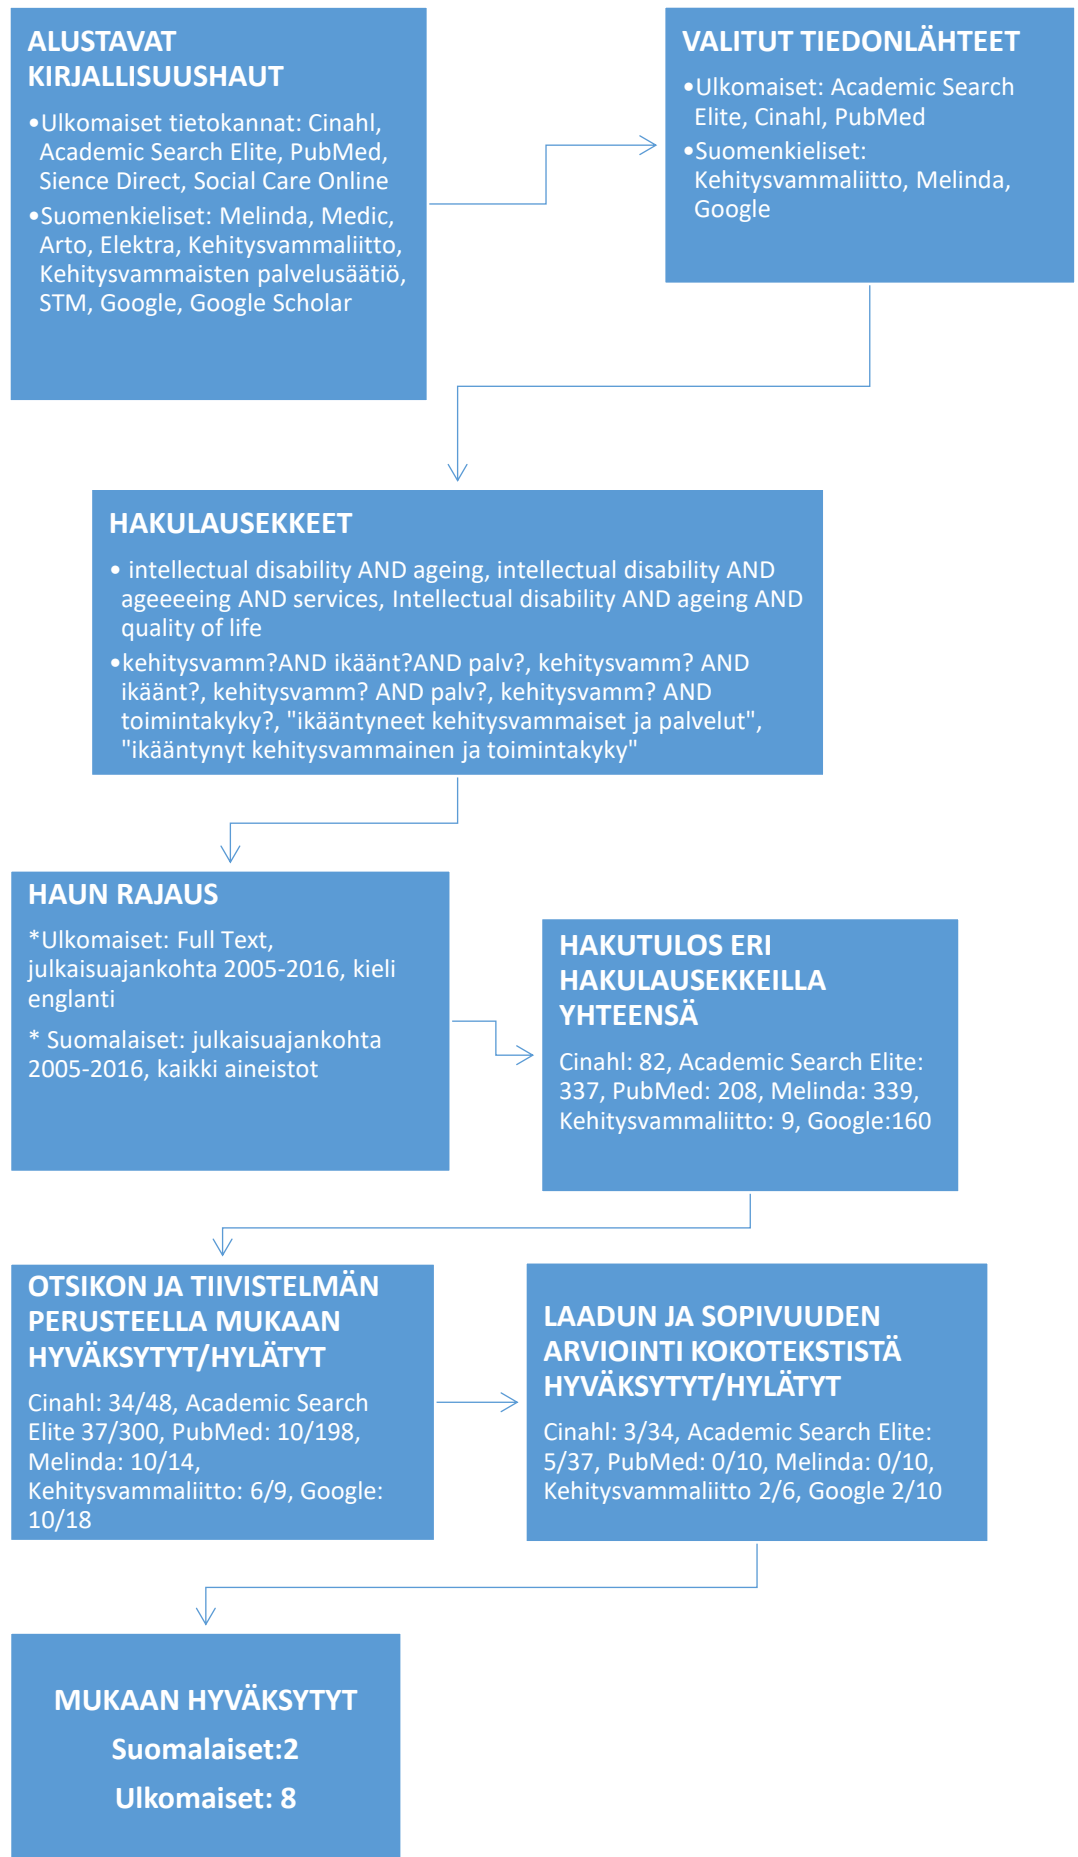 ALUSTAVAT
KIRJALLISUUSHAUT
•Ulkomaiset tietokannat: Cinahl,
Academic Search Elite, PubMed,
Sience Direct, Social Care Online
•Suomenkieliset: Melinda, Medic,
Arto, Elektra, Kehitysvammaliitto,
Kehitysvammaisten palvelusäätiö,
STM, Google, Google Scholar
VALITUT TIEDONLÄHTEET
•Ulkomaiset: Academic Search
Elite, Cinahl, PubMed
•Suomenkieliset:
Kehitysvammaliitto, Melinda,
Google
HAKULAUSEKKEET
• intellectual disability AND ageing, intellectual disability AND
ageeeeing AND services, Intellectual disability AND ageing AND
quality of life
•kehitysvamm?AND ikäänt?AND palv?, kehitysvamm? AND
ikäänt?, kehitysvamm? AND palv?, kehitysvamm? AND
toimintakyky?, "ikääntyneet kehitysvammaiset ja palvelut",
"ikääntynyt kehitysvammainen ja toimintakyky"
HAUN RAJAUS
*Ulkomaiset: Full Text,
julkaisuajankohta 2005-2016, kieli
englanti
* Suomalaiset: julkaisuajankohta
2005-2016, kaikki aineistot
HAKUTULOS ERI
HAKULAUSEKKEILLA
YHTEENSÄ
Cinahl: 82, Academic Search Elite:
337, PubMed: 208, Melinda: 339,
Kehitysvammaliitto: 9, Google:160
OTSIKON JA TIIVISTELMÄN
PERUSTEELLA MUKAAN
HYVÄKSYTYT/HYLÄTYT
Cinahl: 34/48, Academic Search
Elite 37/300, PubMed: 10/198,
Melinda: 10/14,
Kehitysvammaliitto: 6/9, Google:
10/18
LAADUN JA SOPIVUUDEN
ARVIOINTI KOKOTEKSTISTÄ
HYVÄKSYTYT/HYLÄTYT
Cinahl: 3/34, Academic Search Elite:
5/37, PubMed: 0/10, Melinda: 0/10,
Kehitysvammaliitto 2/6, Google 2/10
MUKAAN HYVÄKSYTYT
Suomalaiset:2
Ulkomaiset: 8